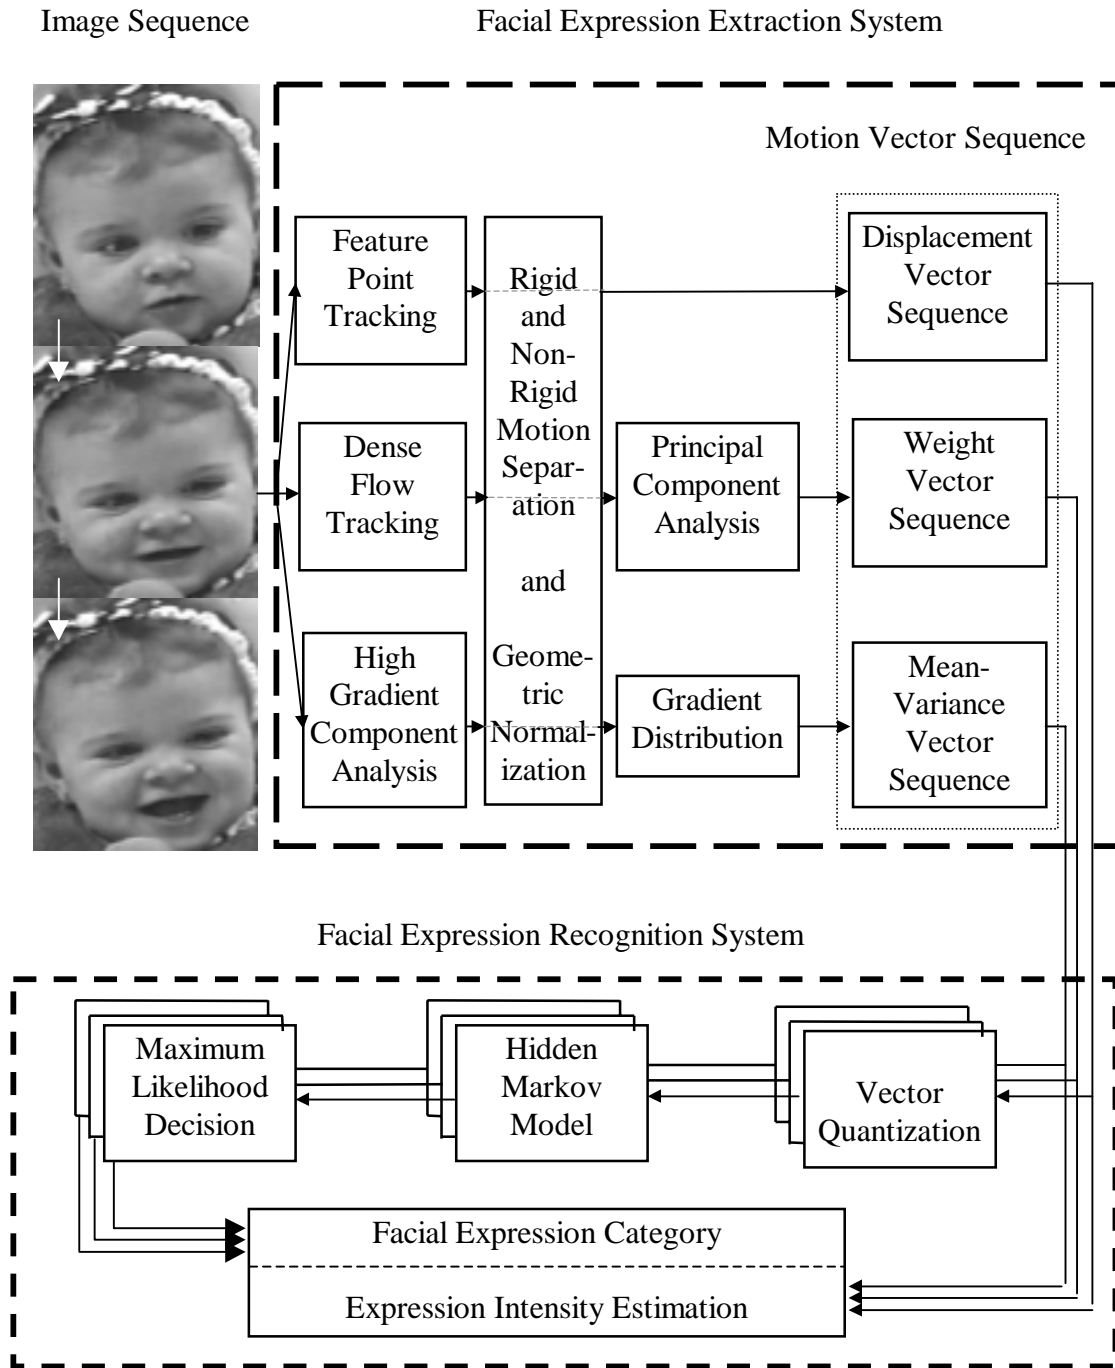 Image Sequence
Facial Expression Extraction System
Motion Vector Sequence
Feature
Point
Tracking
Rigid
and
Non-
Rigid
Motion
Separ-
ation
and
Geome-
tric
Normal-
ization
Displacement
Vector
Sequence
Dense
Flow
Tracking
Principal
Component
Analysis
Weight
Vector
Sequence
High
Gradient
Component
Analysis
Gradient
Distribution
Mean-
Variance
Vector
Sequence
Facial Expression Recognition System
Maximum
Likelihood
Decision
Hidden
Markov
Model
Vector
Quantization
Facial Expression Category
Expression Intensity Estimation